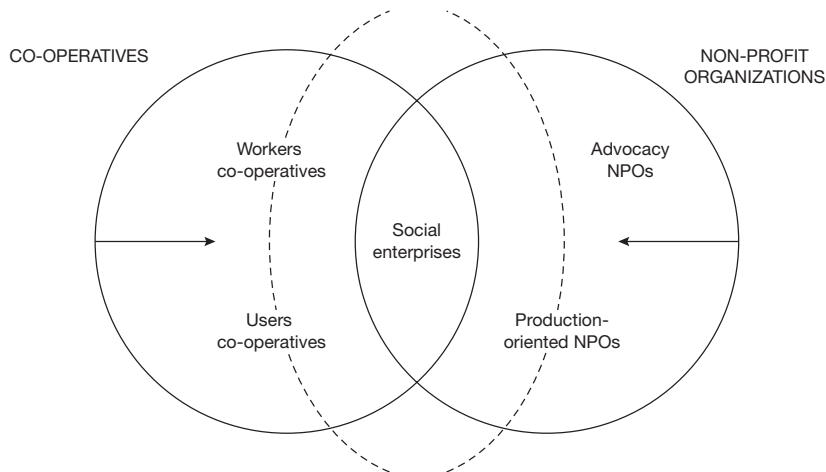 CO-OPERATIVES
NON-PROFIT
ORGANIZATIONS
Workers
co-operatives
Advocacy
NPOs
Social
enterprises
Users
co-operatives
Production-
oriented NPOs